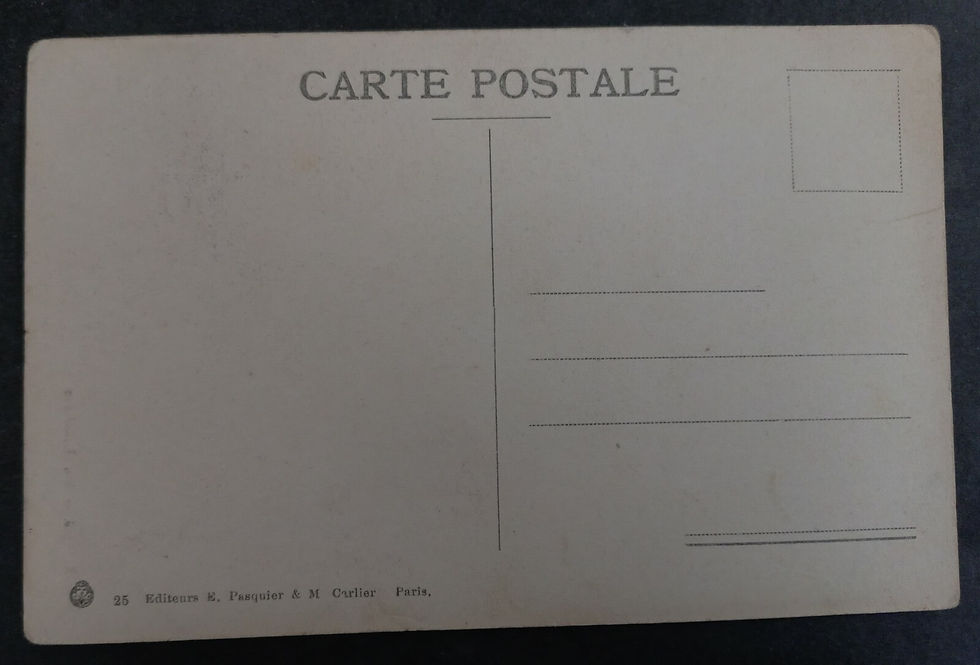 CARTE POSTALE
25 Editeurs E. Pasquier & M Carlier Paris.